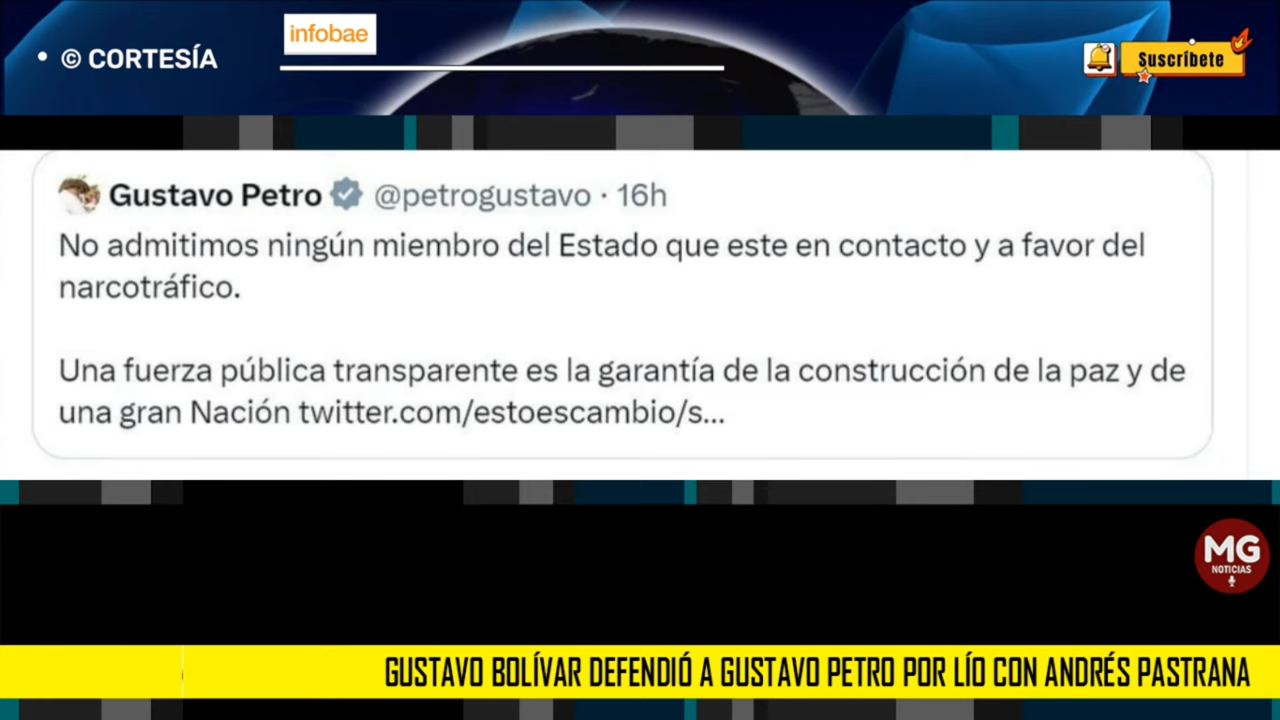 infobae
• © CORTESÍA
Suscríbete
Gustavo Petro @petrogustavo · 16h
No admitimos ningún miembro del Estado que este en contacto y a favor del
narcotráfico.
Una fuerza pública transparente es la garantía de la construcción de la paz y de
una gran Nación twitter.com/estoescambio/s...
MG
NOTICIAS
GUSTAVO BOLÍVAR DEFENDIÓ A GUSTAVO PETRO POR LÍO CON ANDRÉS PASTRANA